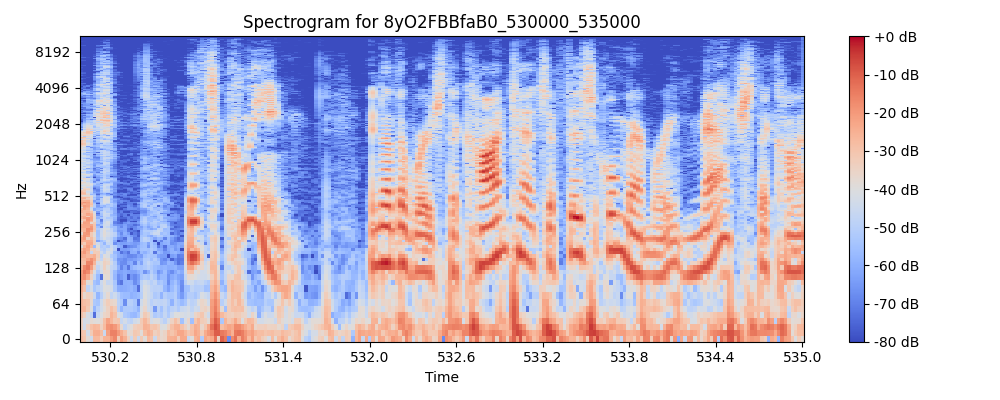 Spectrogram for 8yO2FBBfaB0_530000_535000
Hz
8192
4096
2048
1024
512
256
128
64
0
530.2 530.8 531.4 532.0 532.6 533.2 533.8 534.4 535.0
Time
+0 dB
-10 dB
-20 dB
-30 dB
-40 dB
-50 dB
-60 dB
-70 dB
-80 dB